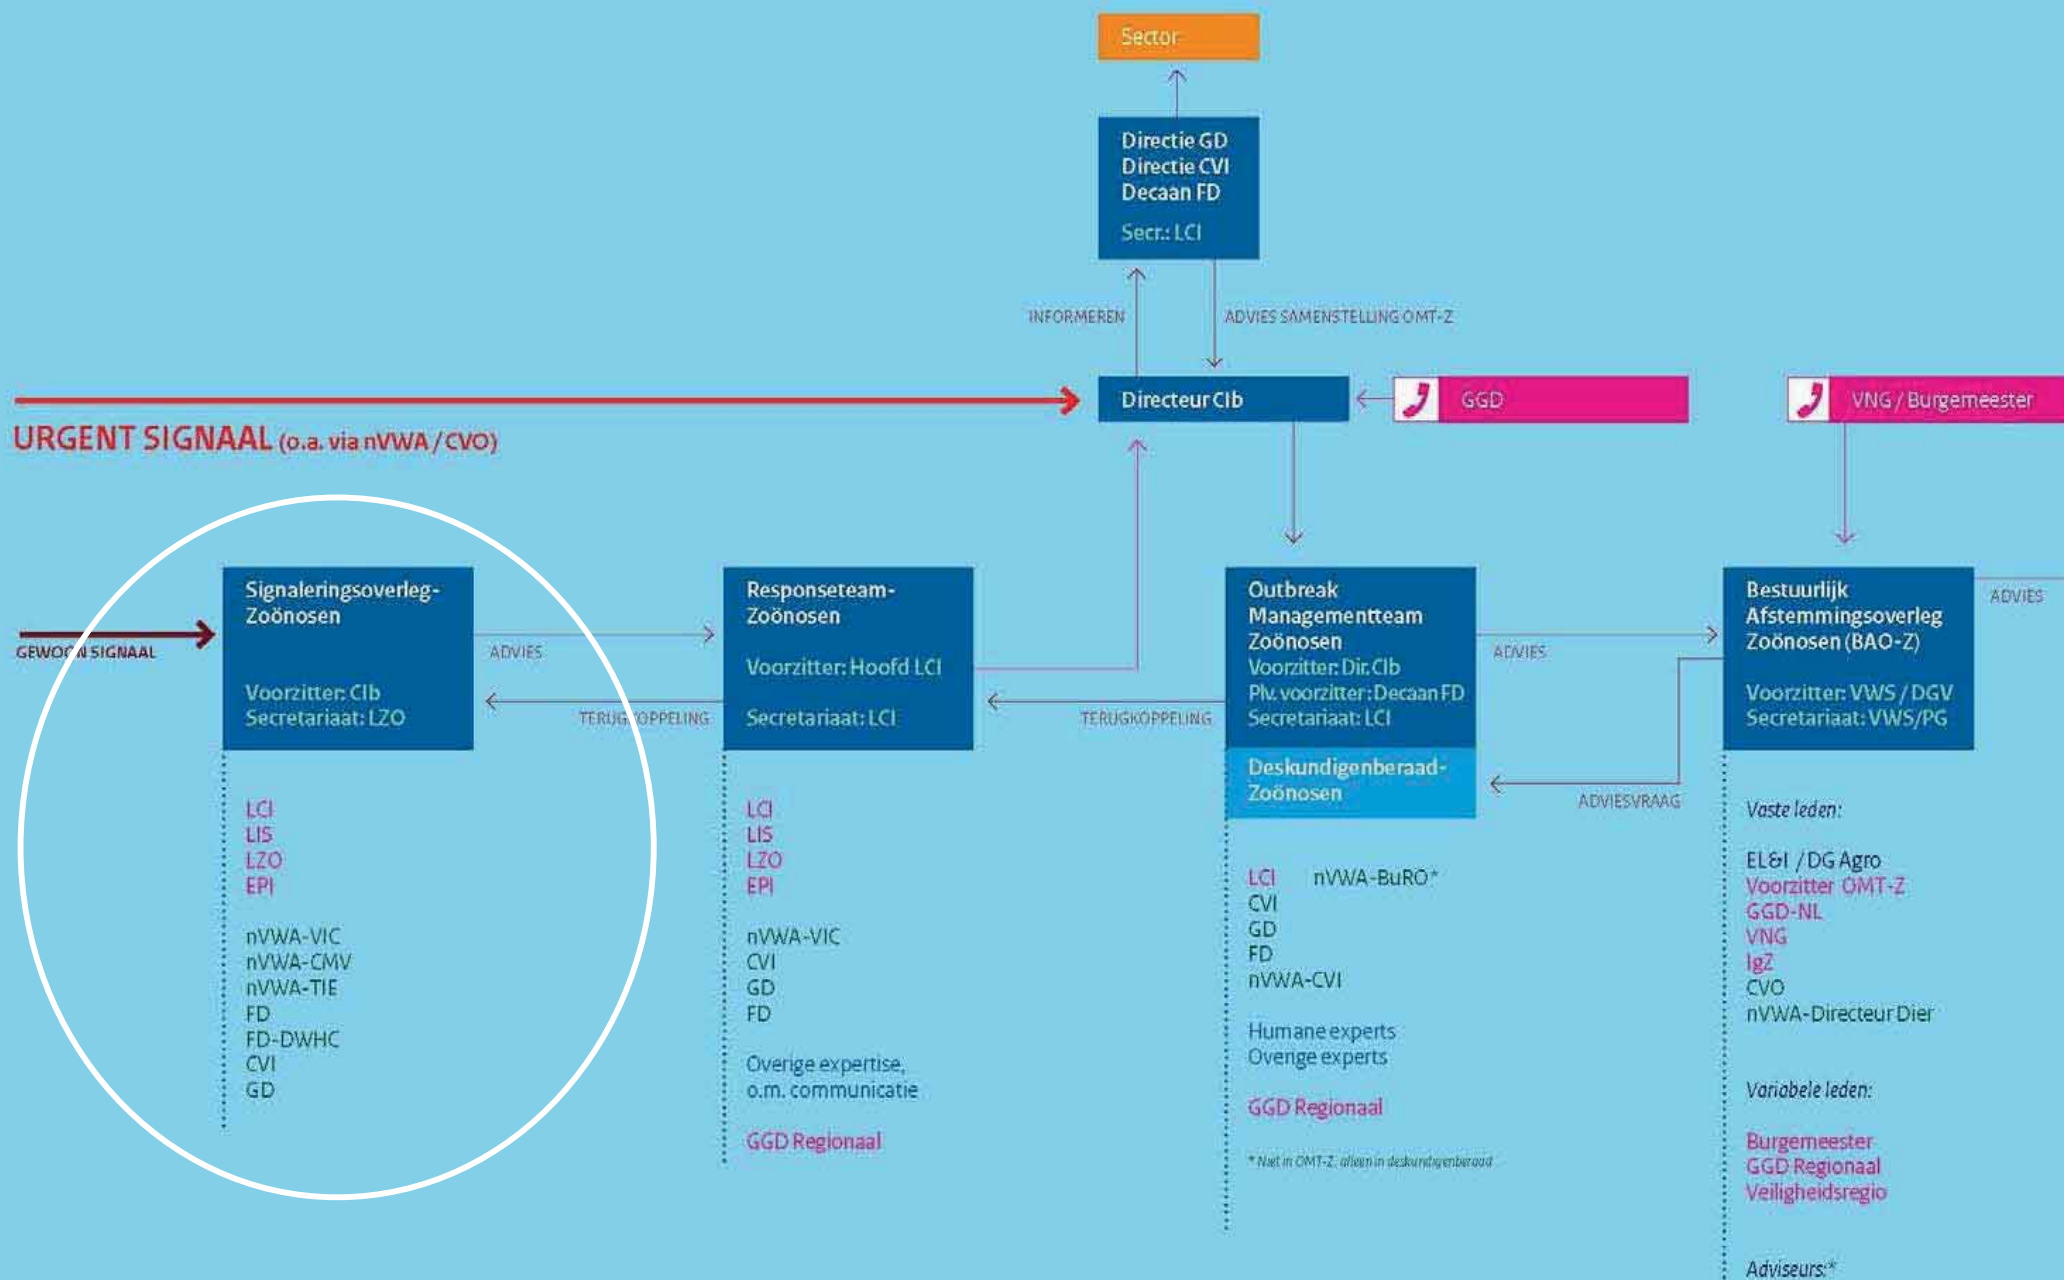 Sector
Directie GD
Directie CVI
Decaan FD
Secr.: LCI
INFORMEREN
ADVIES SAMENSTELLING OMT-Z
Directeur CIb
GGD
VNG / Burgemeester
URGENT SIGNAAL (o.a. via nVWA / CVO)
GEWOON SIGNAAL
Signaleringsoverleg-
Zoönosen
Voorzitter: CIb
Secretariaat: LZO
LCI
LIS
LZO
EPI
nVWA-VIC
nVWA-CMV
nVWA-TIE
FD
FD-DWHC
CVI
GD
ADVIES
TERUGKOPPELING
Responseteam-
Zoönosen
Voorzitter: Hoofd LCI
Secretariaat: LCI
LCI
LIS
LZO
EPI
nVWA-VIC
CVI
GD
FD
Overige expertise,
o.m. communicatie
GGD Regionaal
TERUGKOPPELING
Outbreak
Managementteam
Zoönosen
Voorzitter: Dir. CIb
Plv. voorzitter: Decaan FD
Secretariaat: LCI
Deskundigenberaad-
Zoönosen
LCI nVWA-BuRO*
CVI
GD
FD
nVWA-CVI
Humane experts
Overige experts
GGD Regionaal
* Niet in OMT-Z, alleen in deskundigenberaad
ADVIES
ADVIESVRAAG
Bestuurlijk
Afstemmingsoverleg
Zoönosen (BAO-Z)
Voorzitter: VWS / DGV
Secretariaat: VWS/PG
Vaste leden:
EL&I / DG Agro
Voorzitter OMT-Z
GGD-NL
VNG
IgZ
CVO
nVWA-Directeur Dier
Variabele leden:
Burgemeester
GGD Regionaal
Veiligheidsregio
Adviseurs:*
ADVIES